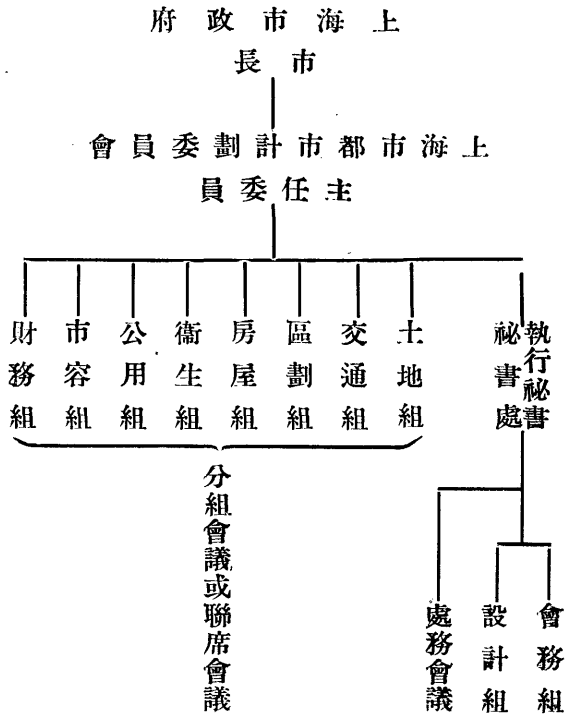 上海市政府
市長
上海市都市計劃委員會
主任委員
執行秘書
秘書處
土地組
交通組
區劃組
房屋組
衞生組
公用組
市容組
財務組
分組會議或聯席會議
會務組
設計組
處務會議